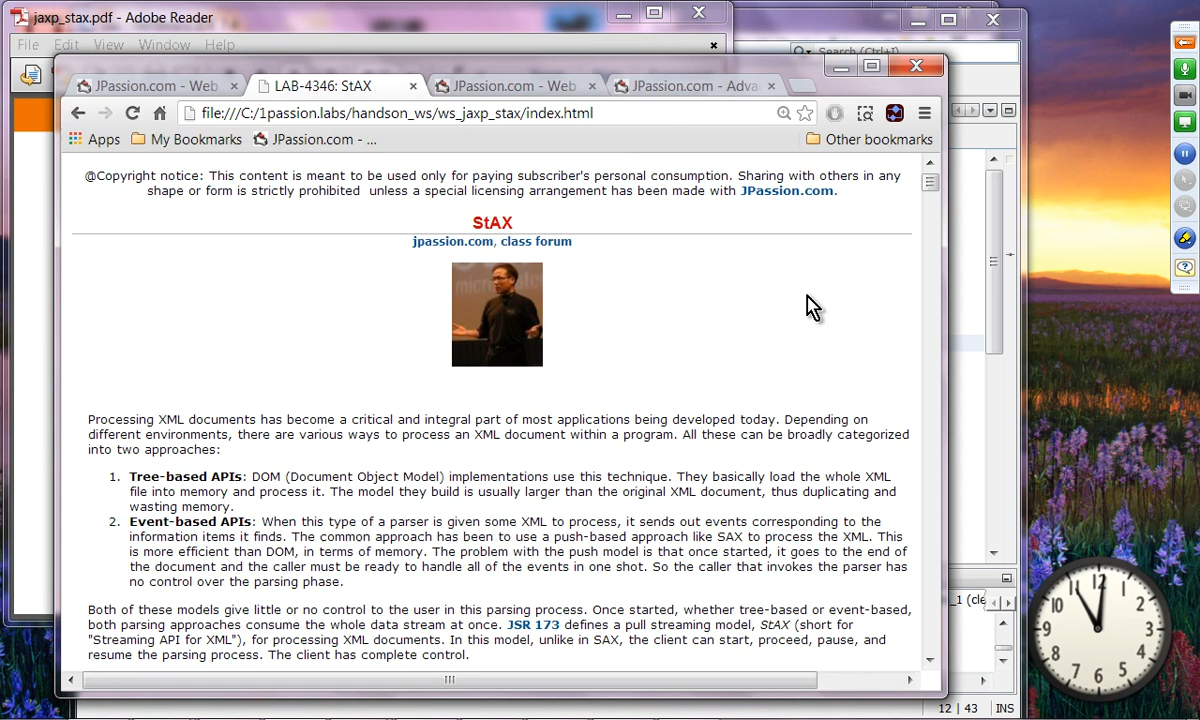 jaxp_stax.pdf - Adobe Reader
File Edit View Window Help
Search (Ctrl+I)
JPassion.com - Web
LAB-4346: StAX
JPassion.com - Web
JPassion.com - Adva
file:///C:/1passion.labs/handson_ws/ws_jaxp_stax/index.html
Apps My Bookmarks JPassion.com - ... Other bookmarks
@Copyright notice: This content is meant to be used only for paying subscriber's personal consumption. Sharing with others in any
shape or form is strictly prohibited unless a special licensing arrangement has been made with JPassion.com.
StAX
jpassion.com, class forum
Processing XML documents has become a critical and integral part of most applications being developed today. Depending on
different environments, there are various ways to process an XML document within a program. All these can be broadly categorized
into two approaches:
1. Tree-based APIs: DOM (Document Object Model) implementations use this technique. They basically load the whole XML
file into memory and process it. The model they build is usually larger than the original XML document, thus duplicating and
wasting memory.
2. Event-based APIs: When this type of a parser is given some XML to process, it sends out events corresponding to the
information items it finds. The common approach has been to use a push-based approach like SAX to process the XML. This
is more efficient than DOM, in terms of memory. The problem with the push model is that once started, it goes to the end of
the document and the caller must be ready to handle all of the events in one shot. So the caller that invokes the parser has
no control over the parsing phase.
Both of these models give little or no control to the user in this parsing process. Once started, whether tree-based or event-based,
both parsing approaches consume the whole data stream at once. JSR 173 defines a pull streaming model, StAX (short for
"Streaming API for XML"), for processing XML documents. In this model, unlike in SAX, the client can start, proceed, pause, and
resume the parsing process. The client has complete control.
_1 (cle
12 | 43 INS
12
1
2
3
4
5
6
7
8
9
10
11